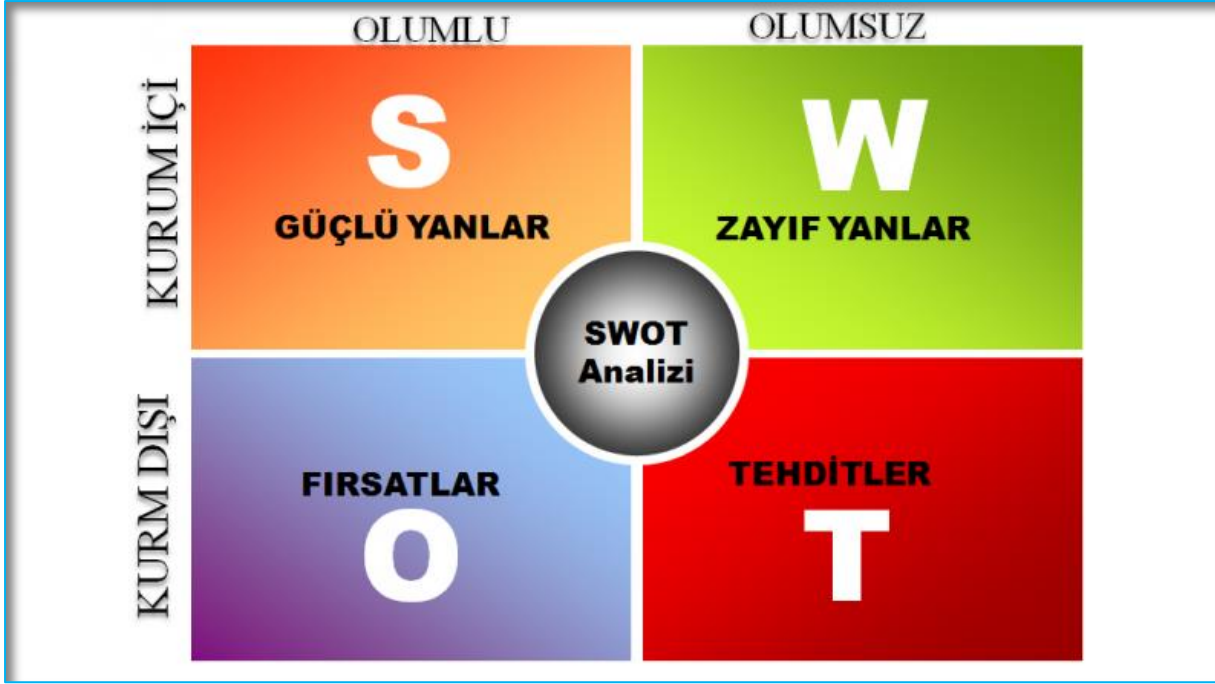 OLUMLU
OLUMSUZ
KURUM İÇİ
S
GÜÇLÜ YANLAR
W
ZAYIF YANLAR
SWOT
Analizi
KURM DIŞI
FIRSATLAR
O
TEHDİTLER
T